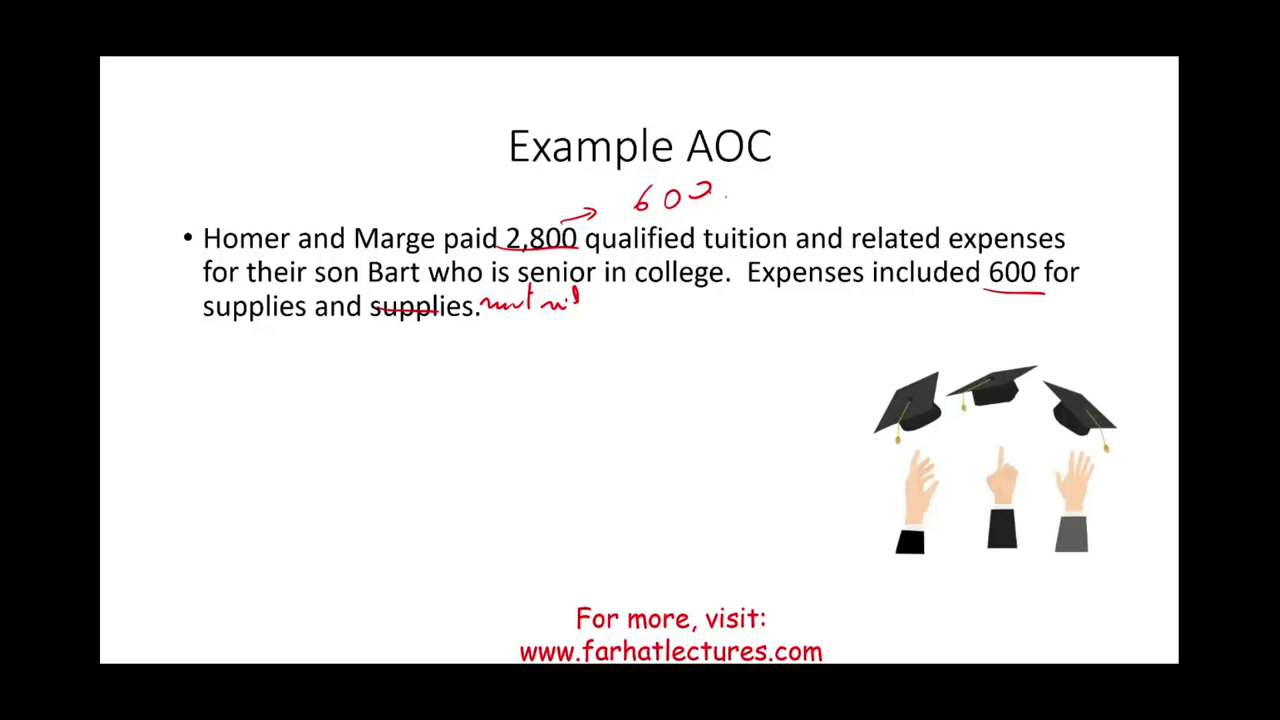 Example AOC
600
• Homer and Marge paid 2,800 qualified tuition and related expenses
for their son Bart who is senior in college. Expenses included 600 for
supplies and supplies.
For more, visit:
www.farhatlectures.com